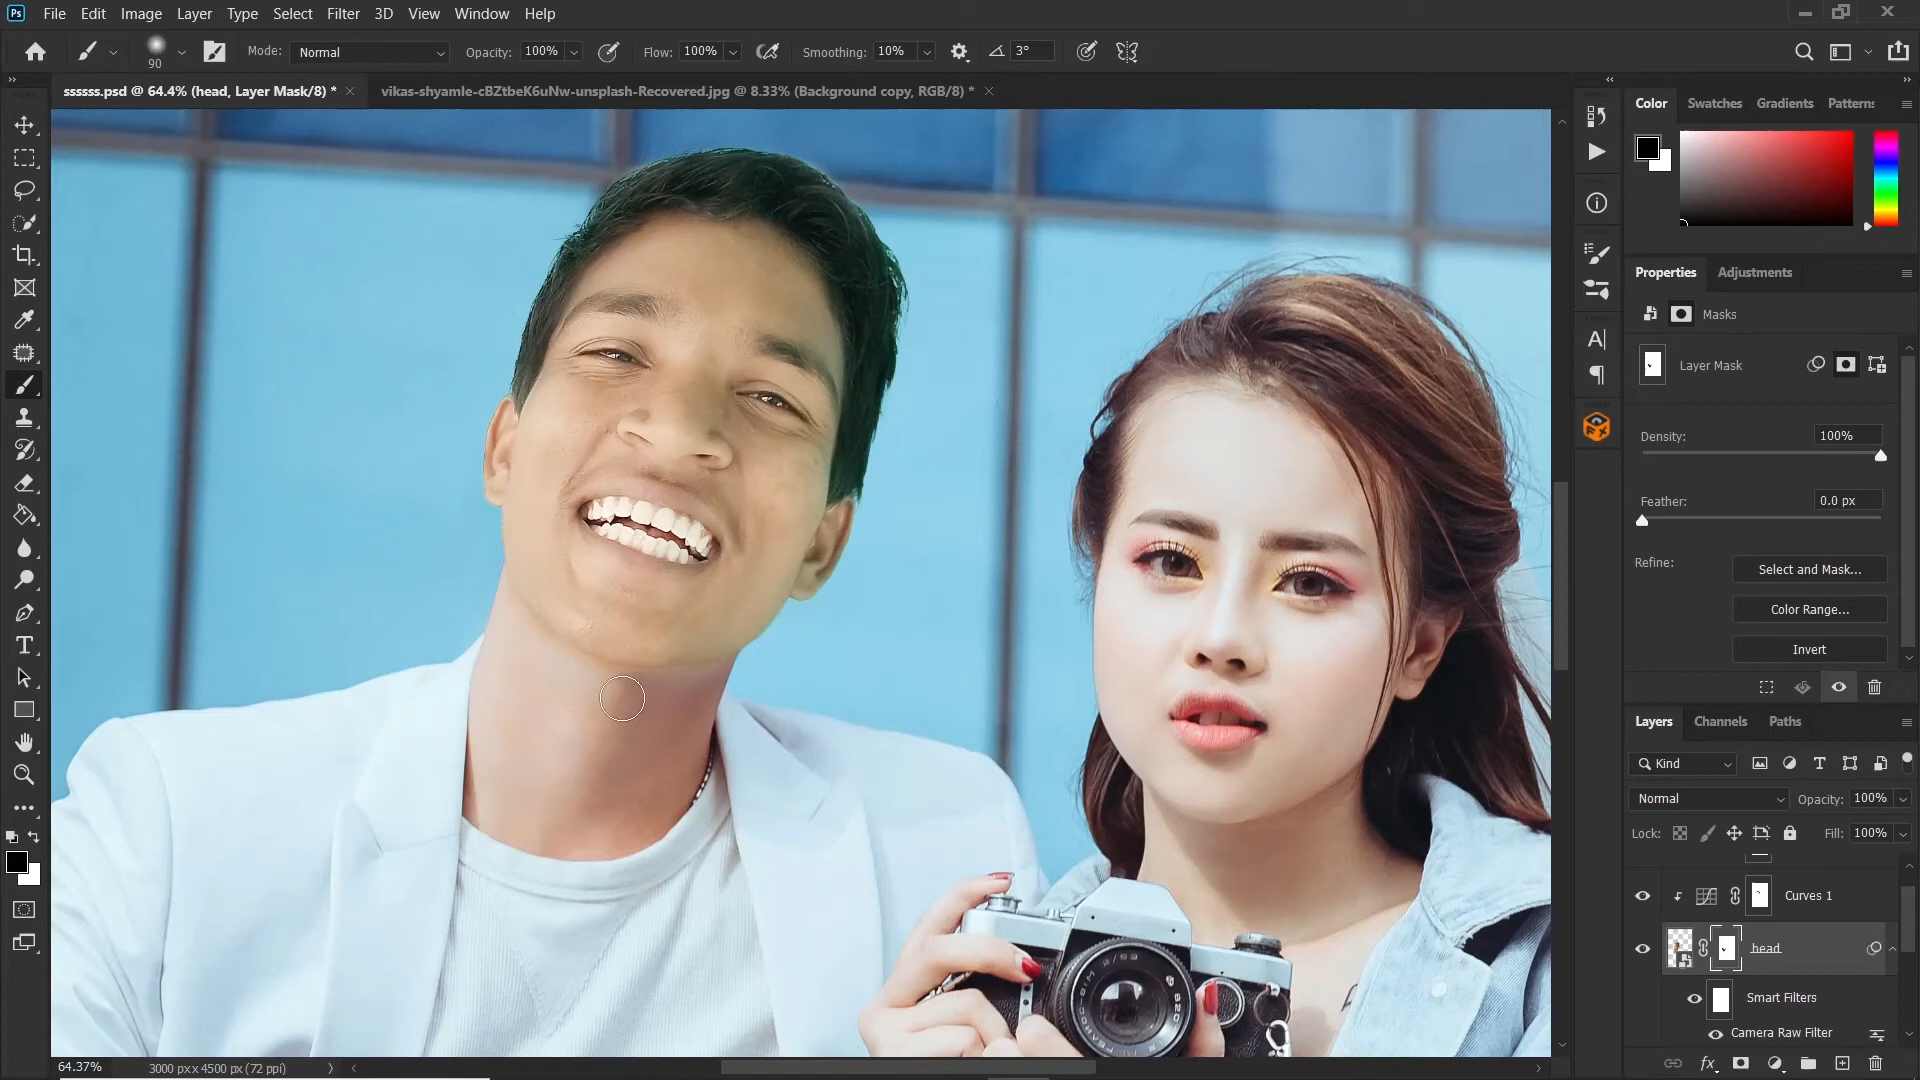 Ps File Edit Image Layer Type Select Filter 3D View Window Help
90 Mode: Normal Opacity: 100% Flow: 100% Smoothing: 10% 3°
ssssss.psd @ 64.4% (head, Layer Mask/8) * vikas-shyamle-cBZtbeK6uNw-unsplash-Recovered.jpg @ 8.33% (Background copy, RGB/8) *
Color Swatches Gradients Patterns
Properties Adjustments
Masks
Layer Mask
Density: 100%
Feather: 0.0 px
Refine: Select and Mask...
Color Range...
Invert
Layers Channels Paths
Kind
Normal Opacity: 100%
Lock: Fill: 100%
Curves 1
head
Smart Filters
Camera Raw Filter
64.37% 3000 px x 4500 px (72 ppi)